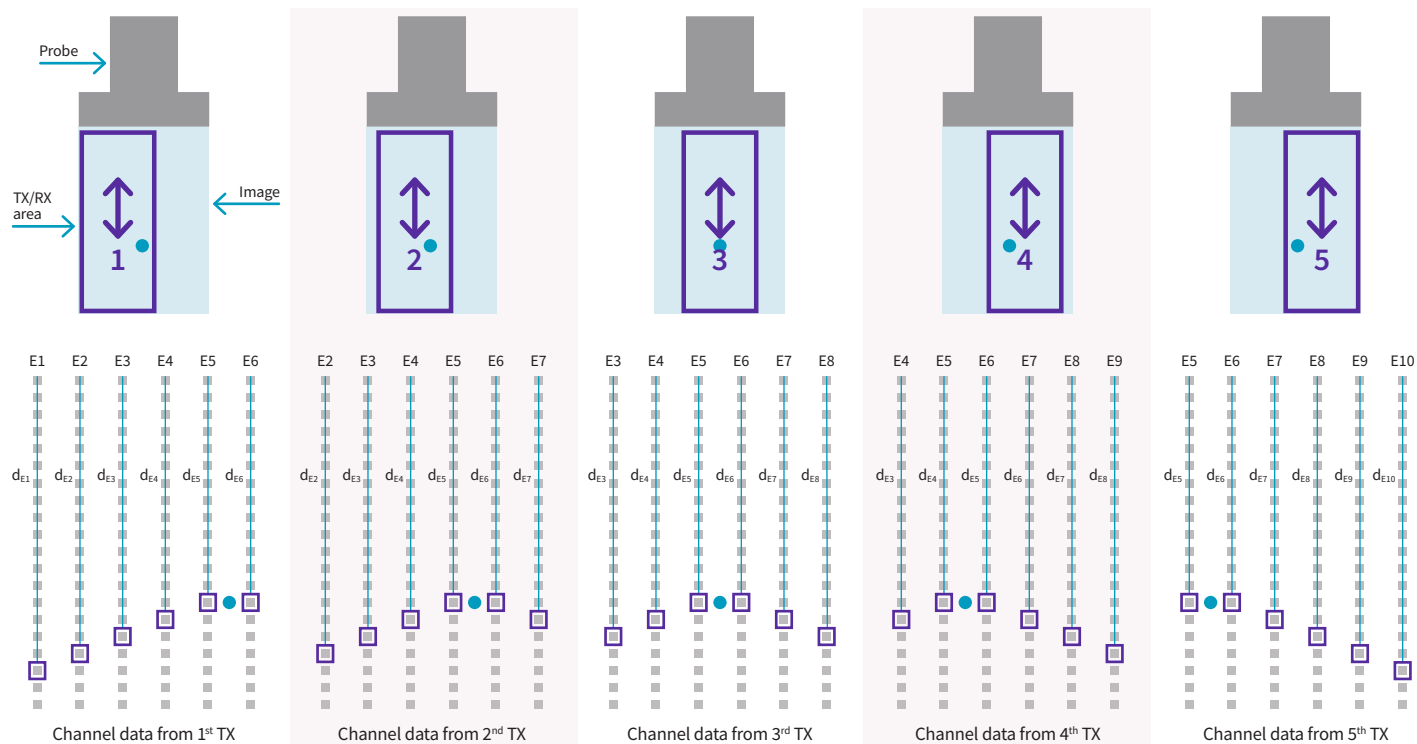 Probe
TX/RX
area
Image
1
2
3
4
5
E1 E2 E3 E4 E5 E6
E2 E3 E4 E5 E6 E7
E3 E4 E5 E6 E7 E8
E4 E5 E6 E7 E8 E9
E5 E6 E7 E8 E9 E10
dE1 dE2 dE3 dE4 dE5 dE6
dE2 dE3 dE4 dE5 dE6 dE7
dE3 dE4 dE5 dE6 dE7 dE8
dE3 dE4 dE5 dE6 dE7 dE8
dE5 dE6 dE7 dE8 dE9 dE10
Channel data from 1st TX
Channel data from 2nd TX
Channel data from 3rd TX
Channel data from 4th TX
Channel data from 5th TX